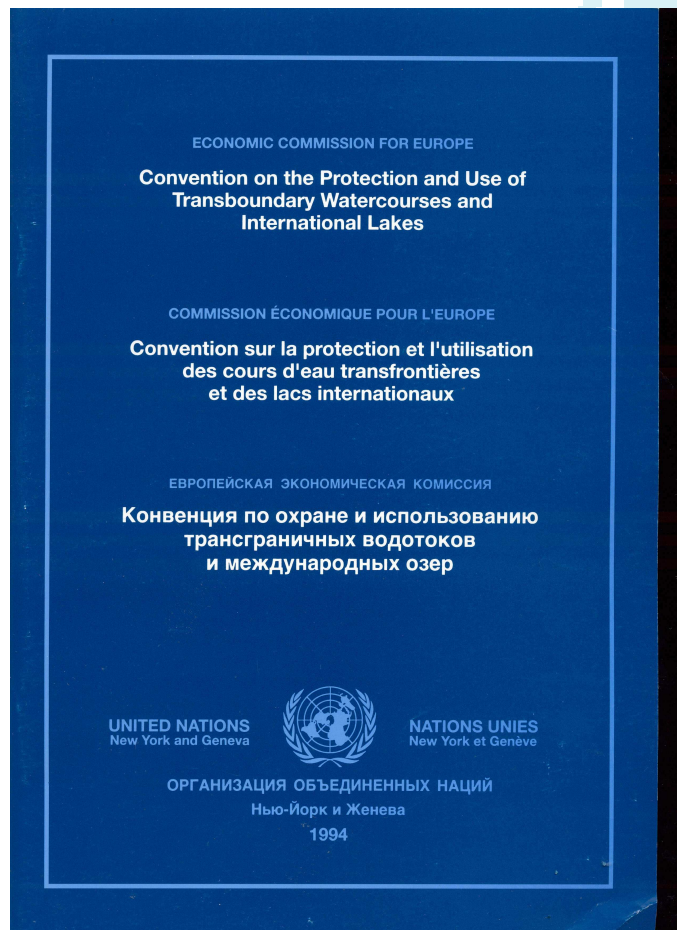 ECONOMIC COMMISSION FOR EUROPE
Convention on the Protection and Use of
Transboundary Watercourses and
International Lakes
COMMISSION ÉCONOMIQUE POUR L'EUROPE
Convention sur la protection et l'utilisation
des cours d'eau transfrontières
et des lacs internationaux
ЕВРОПЕЙСКАЯ ЭКОНОМИЧЕСКАЯ КОМИССИЯ
Конвенция по охране и использованию
трансграничных водотоков
и международных озер
UNITED NATIONS
New York and Geneva
NATIONS UNIES
New York et Genève
ОРГАНИЗАЦИЯ ОБЪЕДИНЕННЫХ НАЦИЙ
Нью-Йорк и Женева
1994